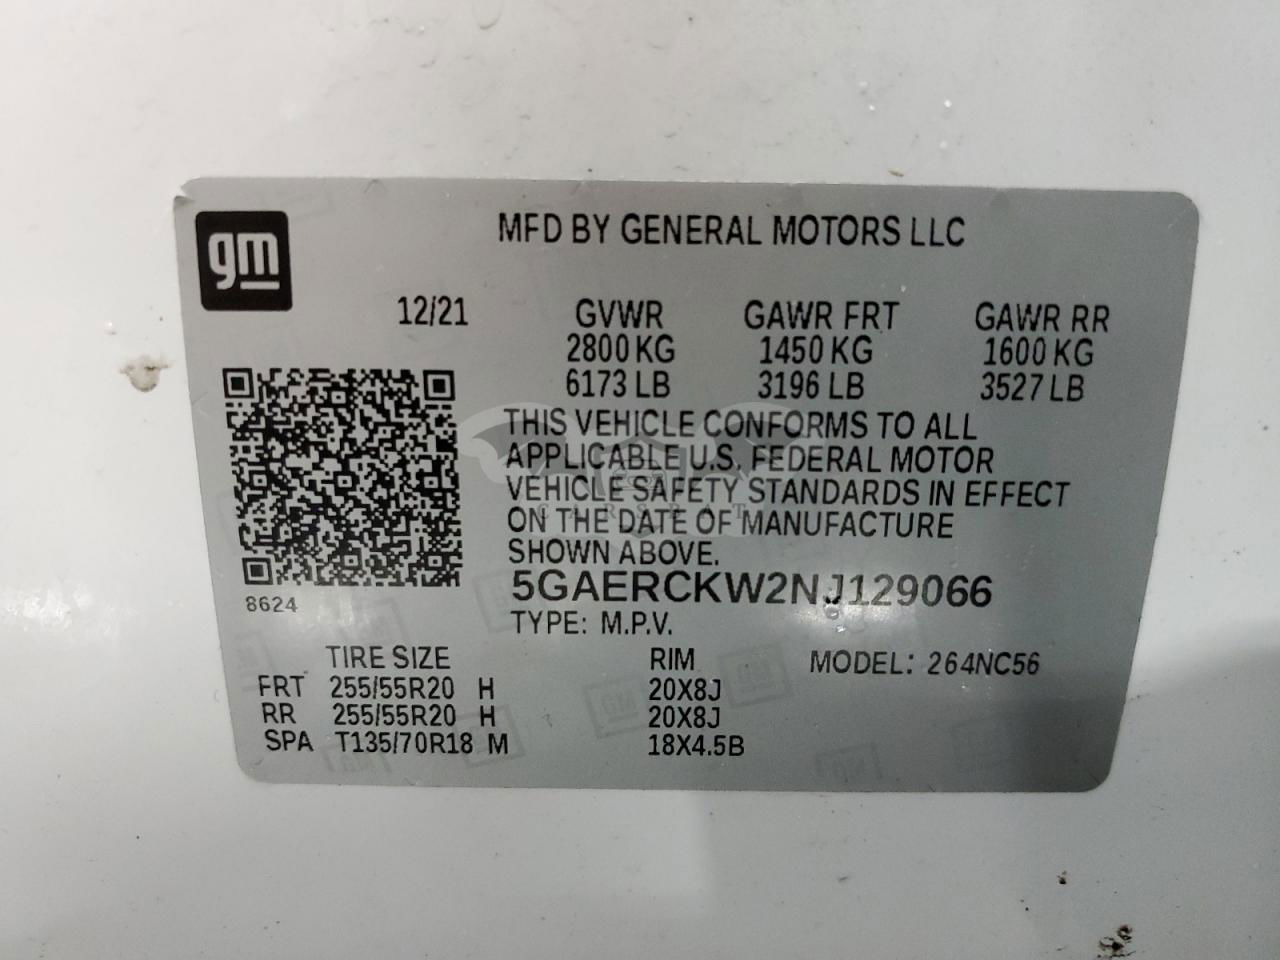 gm
MFD BY GENERAL MOTORS LLC
12/21 GVWR GAWR FRT GAWR RR
2800 KG 1450 KG 1600 KG
6173 LB 3196 LB 3527 LB
THIS VEHICLE CONFORMS TO ALL
APPLICABLE U.S. FEDERAL MOTOR
VEHICLE SAFETY STANDARDS IN EFFECT
ON THE DATE OF MANUFACTURE
SHOWN ABOVE.
5GAERCKW2NJ129066
8624
TYPE: M.P.V.
TIRE SIZE RIM MODEL: 264NC56
FRT 255/55R20 H 20X8J
RR 255/55R20 H 20X8J
SPA T135/70R18 M 18X4.5B